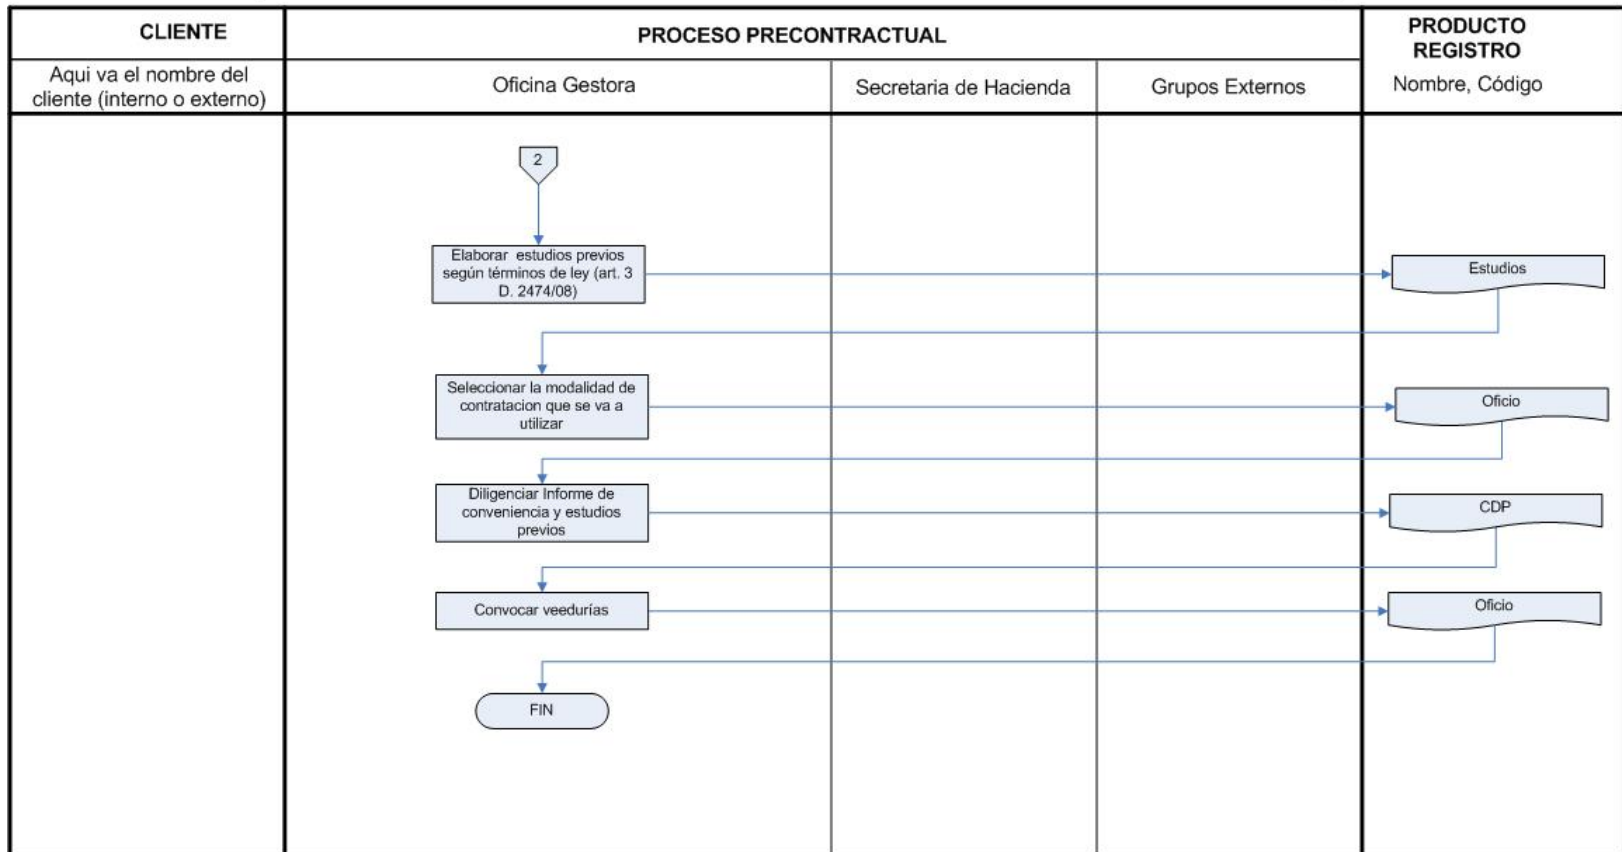 CLIENTE
PROCESO PRECONTRACTUAL
PRODUCTO
REGISTRO
Aqui va el nombre del
cliente (interno o externo)
Oficina Gestora
Secretaria de Hacienda
Grupos Externos
Nombre, Código
2
Elaborar estudios previos
según términos de ley (art. 3
D. 2474/08)
Estudios
Seleccionar la modalidad de
contratacion que se va a
utilizar
Oficio
Diligenciar Informe de
conveniencia y estudios
previos
CDP
Convocar veedurías
Oficio
FIN